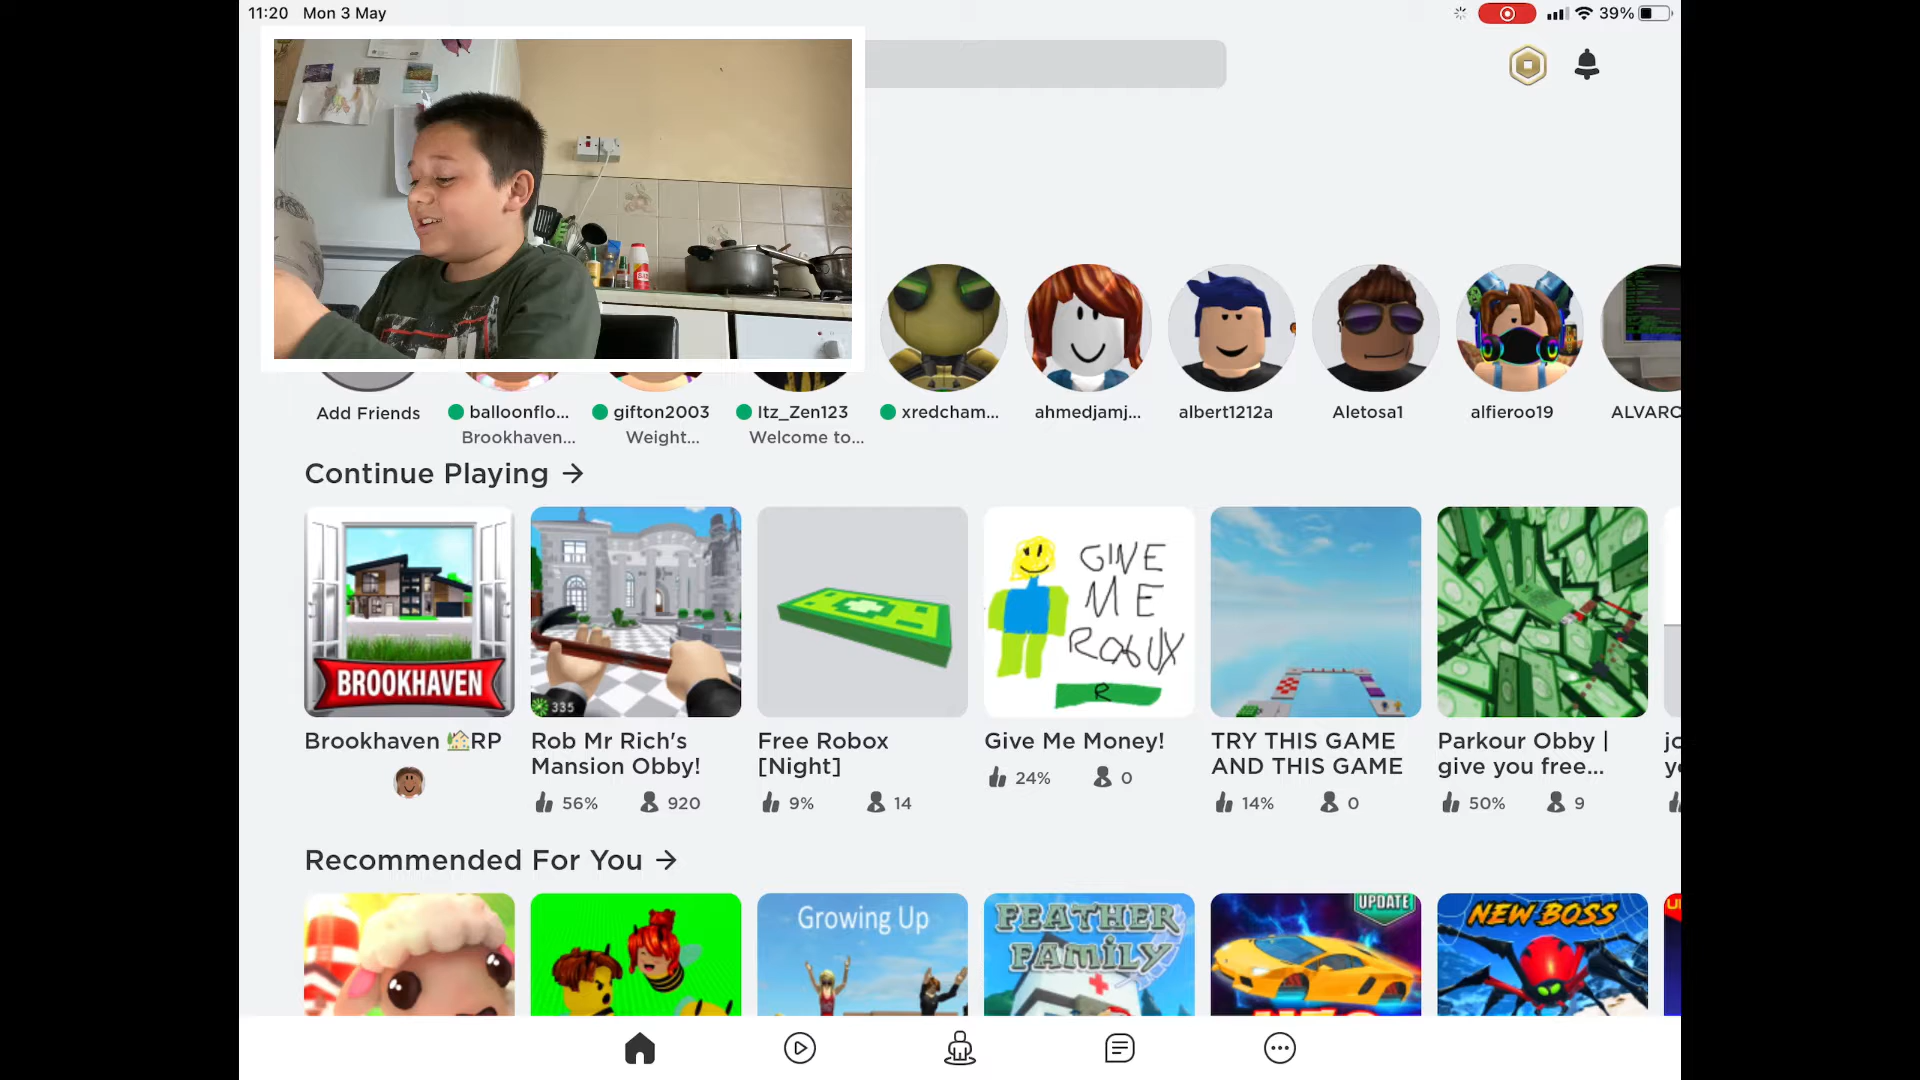 11:20 Mon 3 May
39%
Add Friends
balloonflo...
Brookhaven...
gifton2003
Weight...
Itz_Zen123
Welcome to...
xredcham...
ahmedjamj...
albert1212a
Aletosa1
alfieroo19
ALVARO
Continue Playing →
BROOKHAVEN
Brookhaven 🏡RP
335
Rob Mr Rich's
Mansion Obby!
56% 920
Free Robox
[Night]
9% 14
GIVE
ME
ROBUX
R
Give Me Money!
24% 0
TRY THIS GAME
AND THIS GAME
14% 0
Parkour Obby |
give you free...
50% 9
Recommended For You →
Growing Up
FEATHER
FAMILY
UPDATE
NEW BOSS